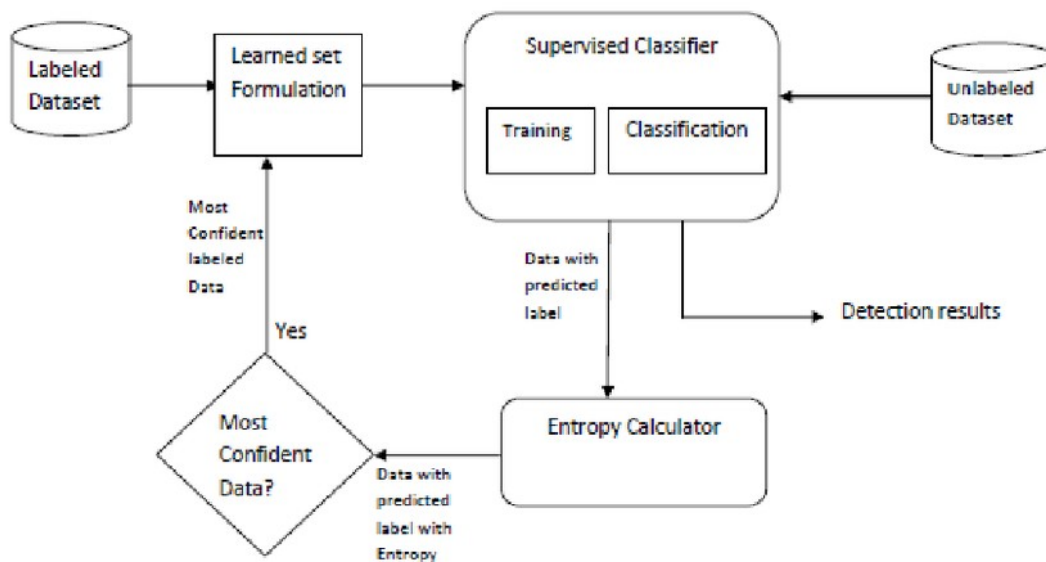 Labeled
Dataset
Learned set
Formulation
Supervised Classifier
Training
Classification
Unlabeled
Dataset
Most
Confident
labeled
Data
Data with
predicted
label
Detection results
Yes
Most
Confident
Data?
Entropy Calculator
Data with
predicted
label with
Entropy